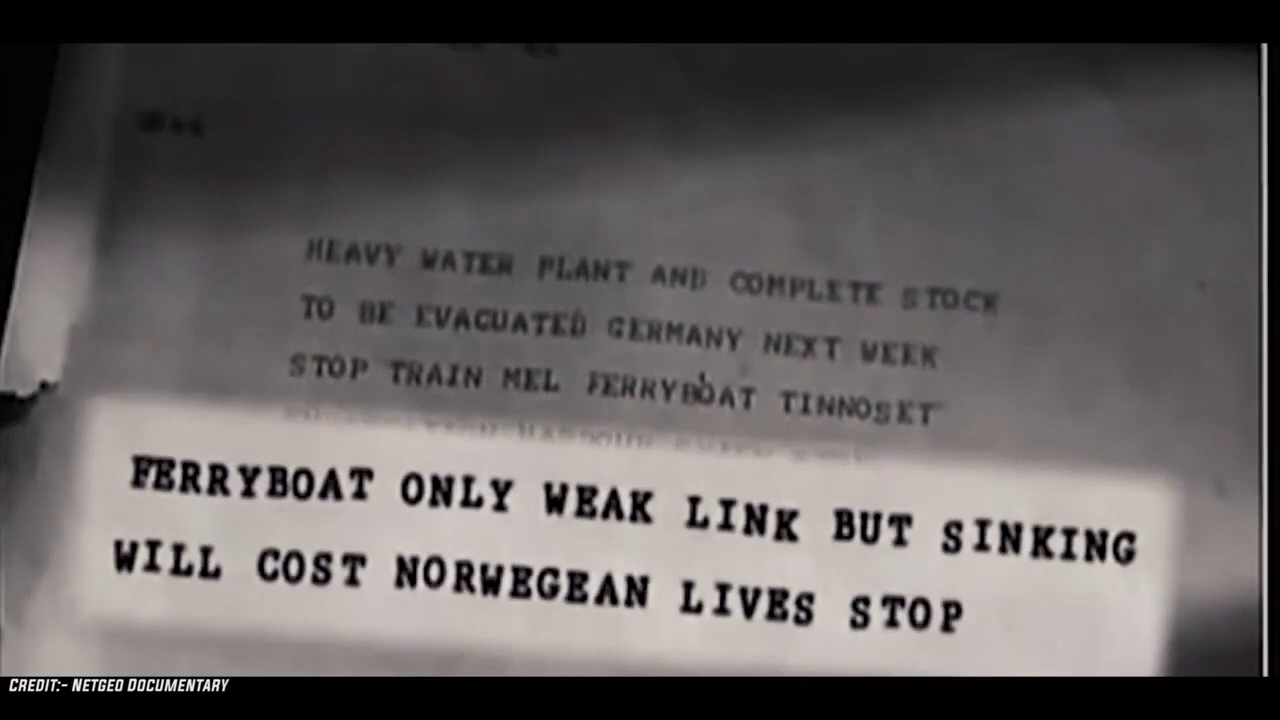 HEAVY WATER PLANT AND COMPLETE STOCK
TO BE EVACUATED GERMANY NEXT WEEK
STOP TRAIN MEL FERRYBOAT TINNOSET
FERRYBOAT ONLY WEAK LINK BUT SINKING
WILL COST NORWEGEAN LIVES STOP
CREDIT:- NETGEO DOCUMENTARY